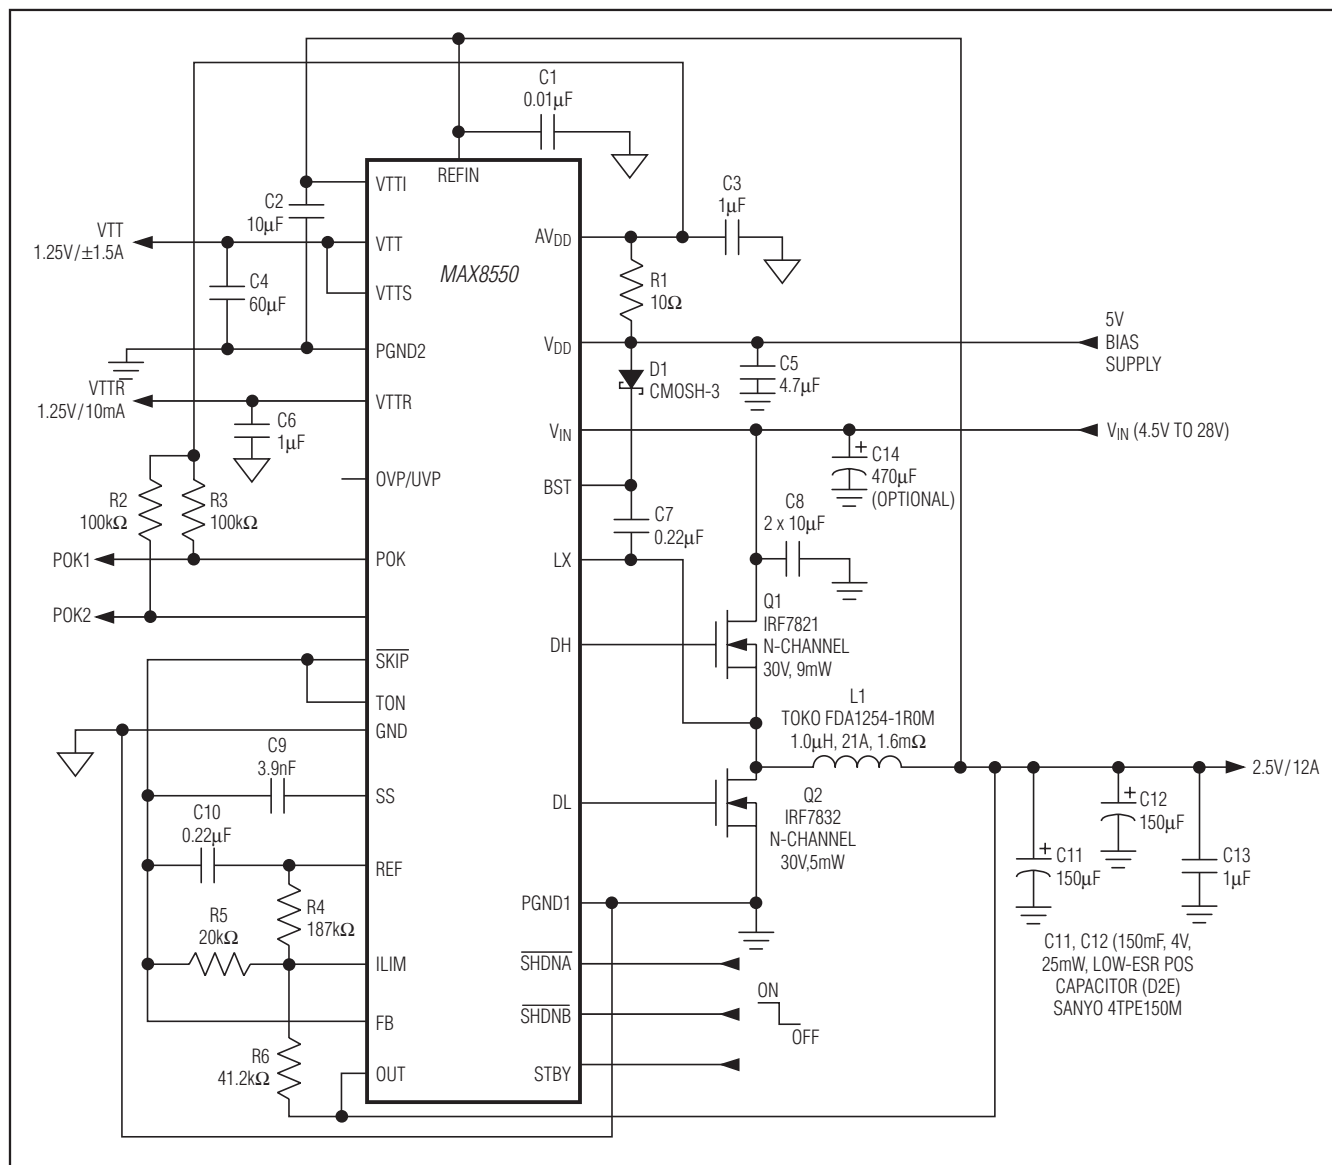 C1
0.01µF
REFIN
VTTI
C2
10µF
C3
1µF
VTT
1.25V/±1.5A
VTT
AVDD
MAX8550
R1
10Ω
C4
60µF
VTTS
PGND2
VDD
5V
BIAS
SUPPLY
D1
CMOSH-3
C5
4.7µF
VTTR
1.25V/10mA
VTTR
C6
1µF
VIN
VIN (4.5V TO 28V)
C14
470µF
(OPTIONAL)
OVP/UVP
BST
R2
100kΩ
R3
100kΩ
C7
0.22µF
C8
2 x 10µF
POK1
POK
LX
POK2
Q1
IRF7821
N-CHANNEL
30V, 9mW
DH
SKIP
TON
GND
L1
TOKO FDA1254-1R0M
1.0µH, 21A, 1.6mΩ
C9
3.9nF
2.5V/12A
SS
DL
Q2
IRF7832
N-CHANNEL
30V,5mW
C10
0.22µF
+
C12
150µF
+
C11
150µF
C13
1µF
REF
R4
187kΩ
PGND1
R5
20kΩ
C11, C12 (150mF, 4V,
25mW, LOW-ESR POS
CAPACITOR (D2E)
SANYO 4TPE150M
ILIM
SHDNA
ON
OFF
FB
SHDNB
R6
41.2kΩ
OUT
STBY
+